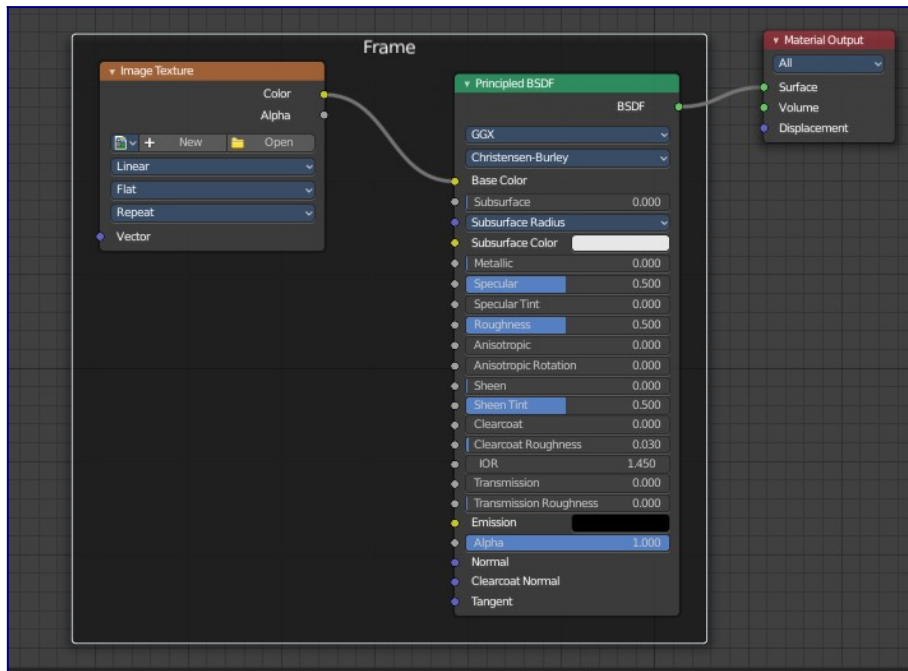 Frame
Image Texture
Color
Alpha
New
Open
Linear
Flat
Repeat
Vector
Principled BSDF
BSDF
GGX
Christensen-Burley
Base Color
Subsurface 0.000
Subsurface Radius
Subsurface Color
Metallic 0.000
Specular 0.500
Specular Tint 0.000
Roughness 0.500
Anisotropic 0.000
Anisotropic Rotation 0.000
Sheen 0.000
Sheen Tint 0.500
Clearcoat 0.000
Clearcoat Roughness 0.030
IOR 1.450
Transmission 0.000
Transmission Roughness 0.000
Emission
Alpha 1.000
Normal
Clearcoat Normal
Tangent
Material Output
All
Surface
Volume
Displacement